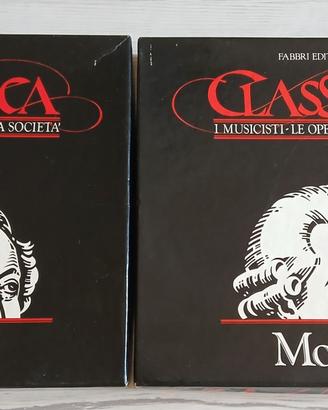 CA
A SOCIETA'
FABBRI EDIT
CLASS
I MUSICISTI · LE OPE
Mo